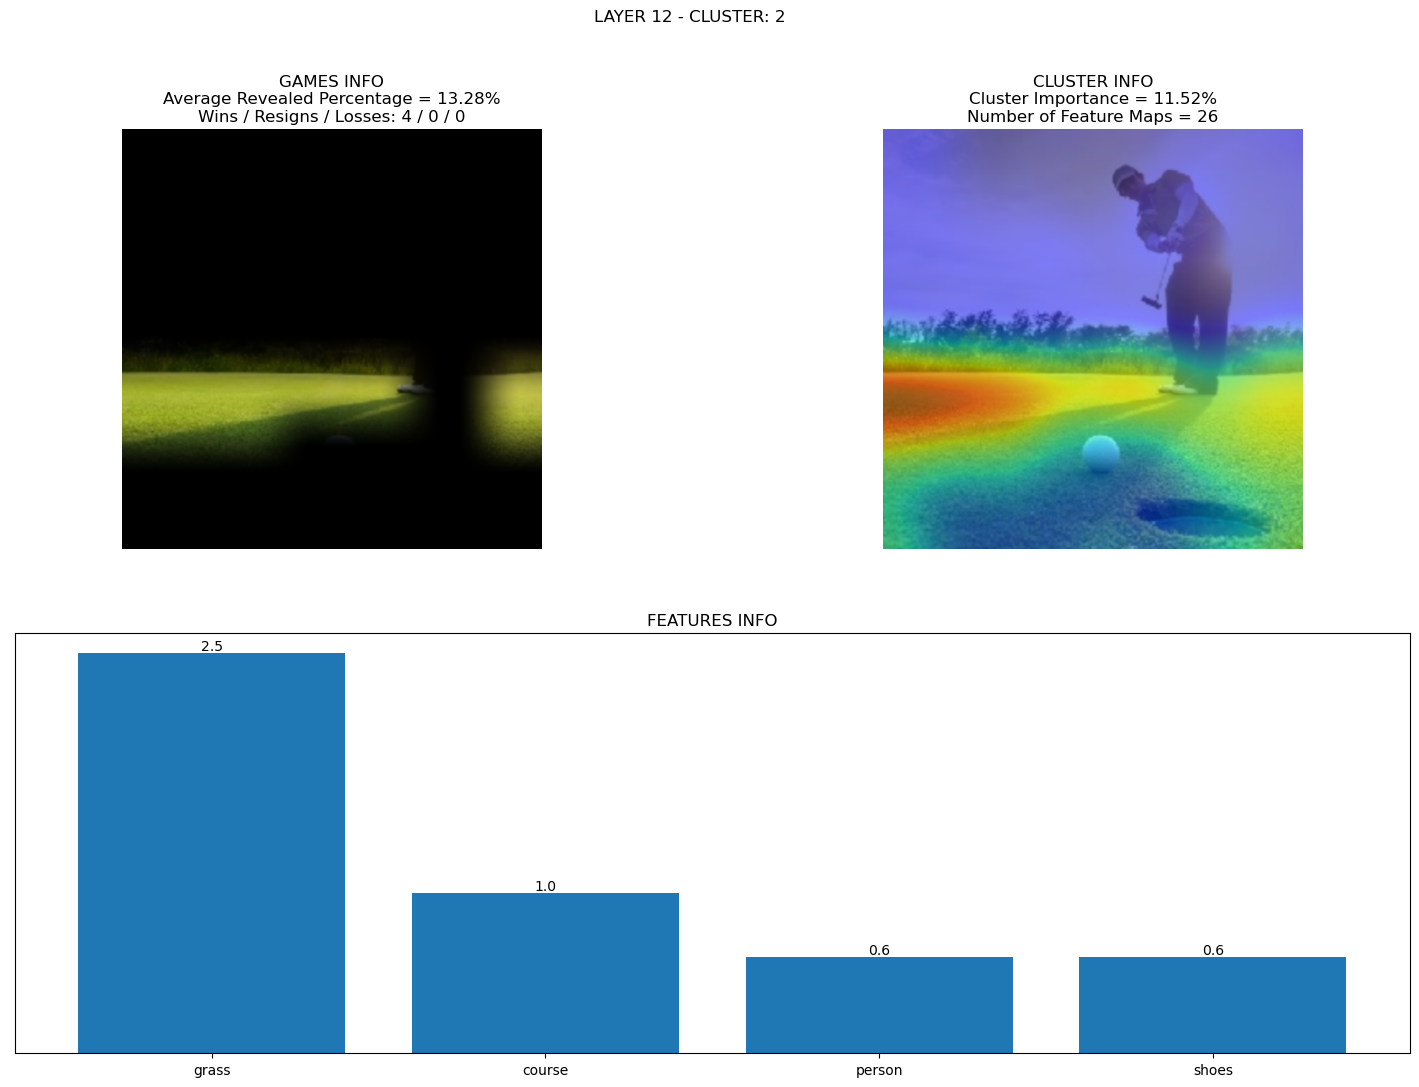 LAYER 12 - CLUSTER: 2
GAMES INFO
Average Revealed Percentage = 13.28%
Wins / Resigns / Losses: 4 / 0 / 0
CLUSTER INFO
Cluster Importance = 11.52%
Number of Feature Maps = 26
FEATURES INFO
2.5
1.0
0.6
0.6
grass
course
person
shoes